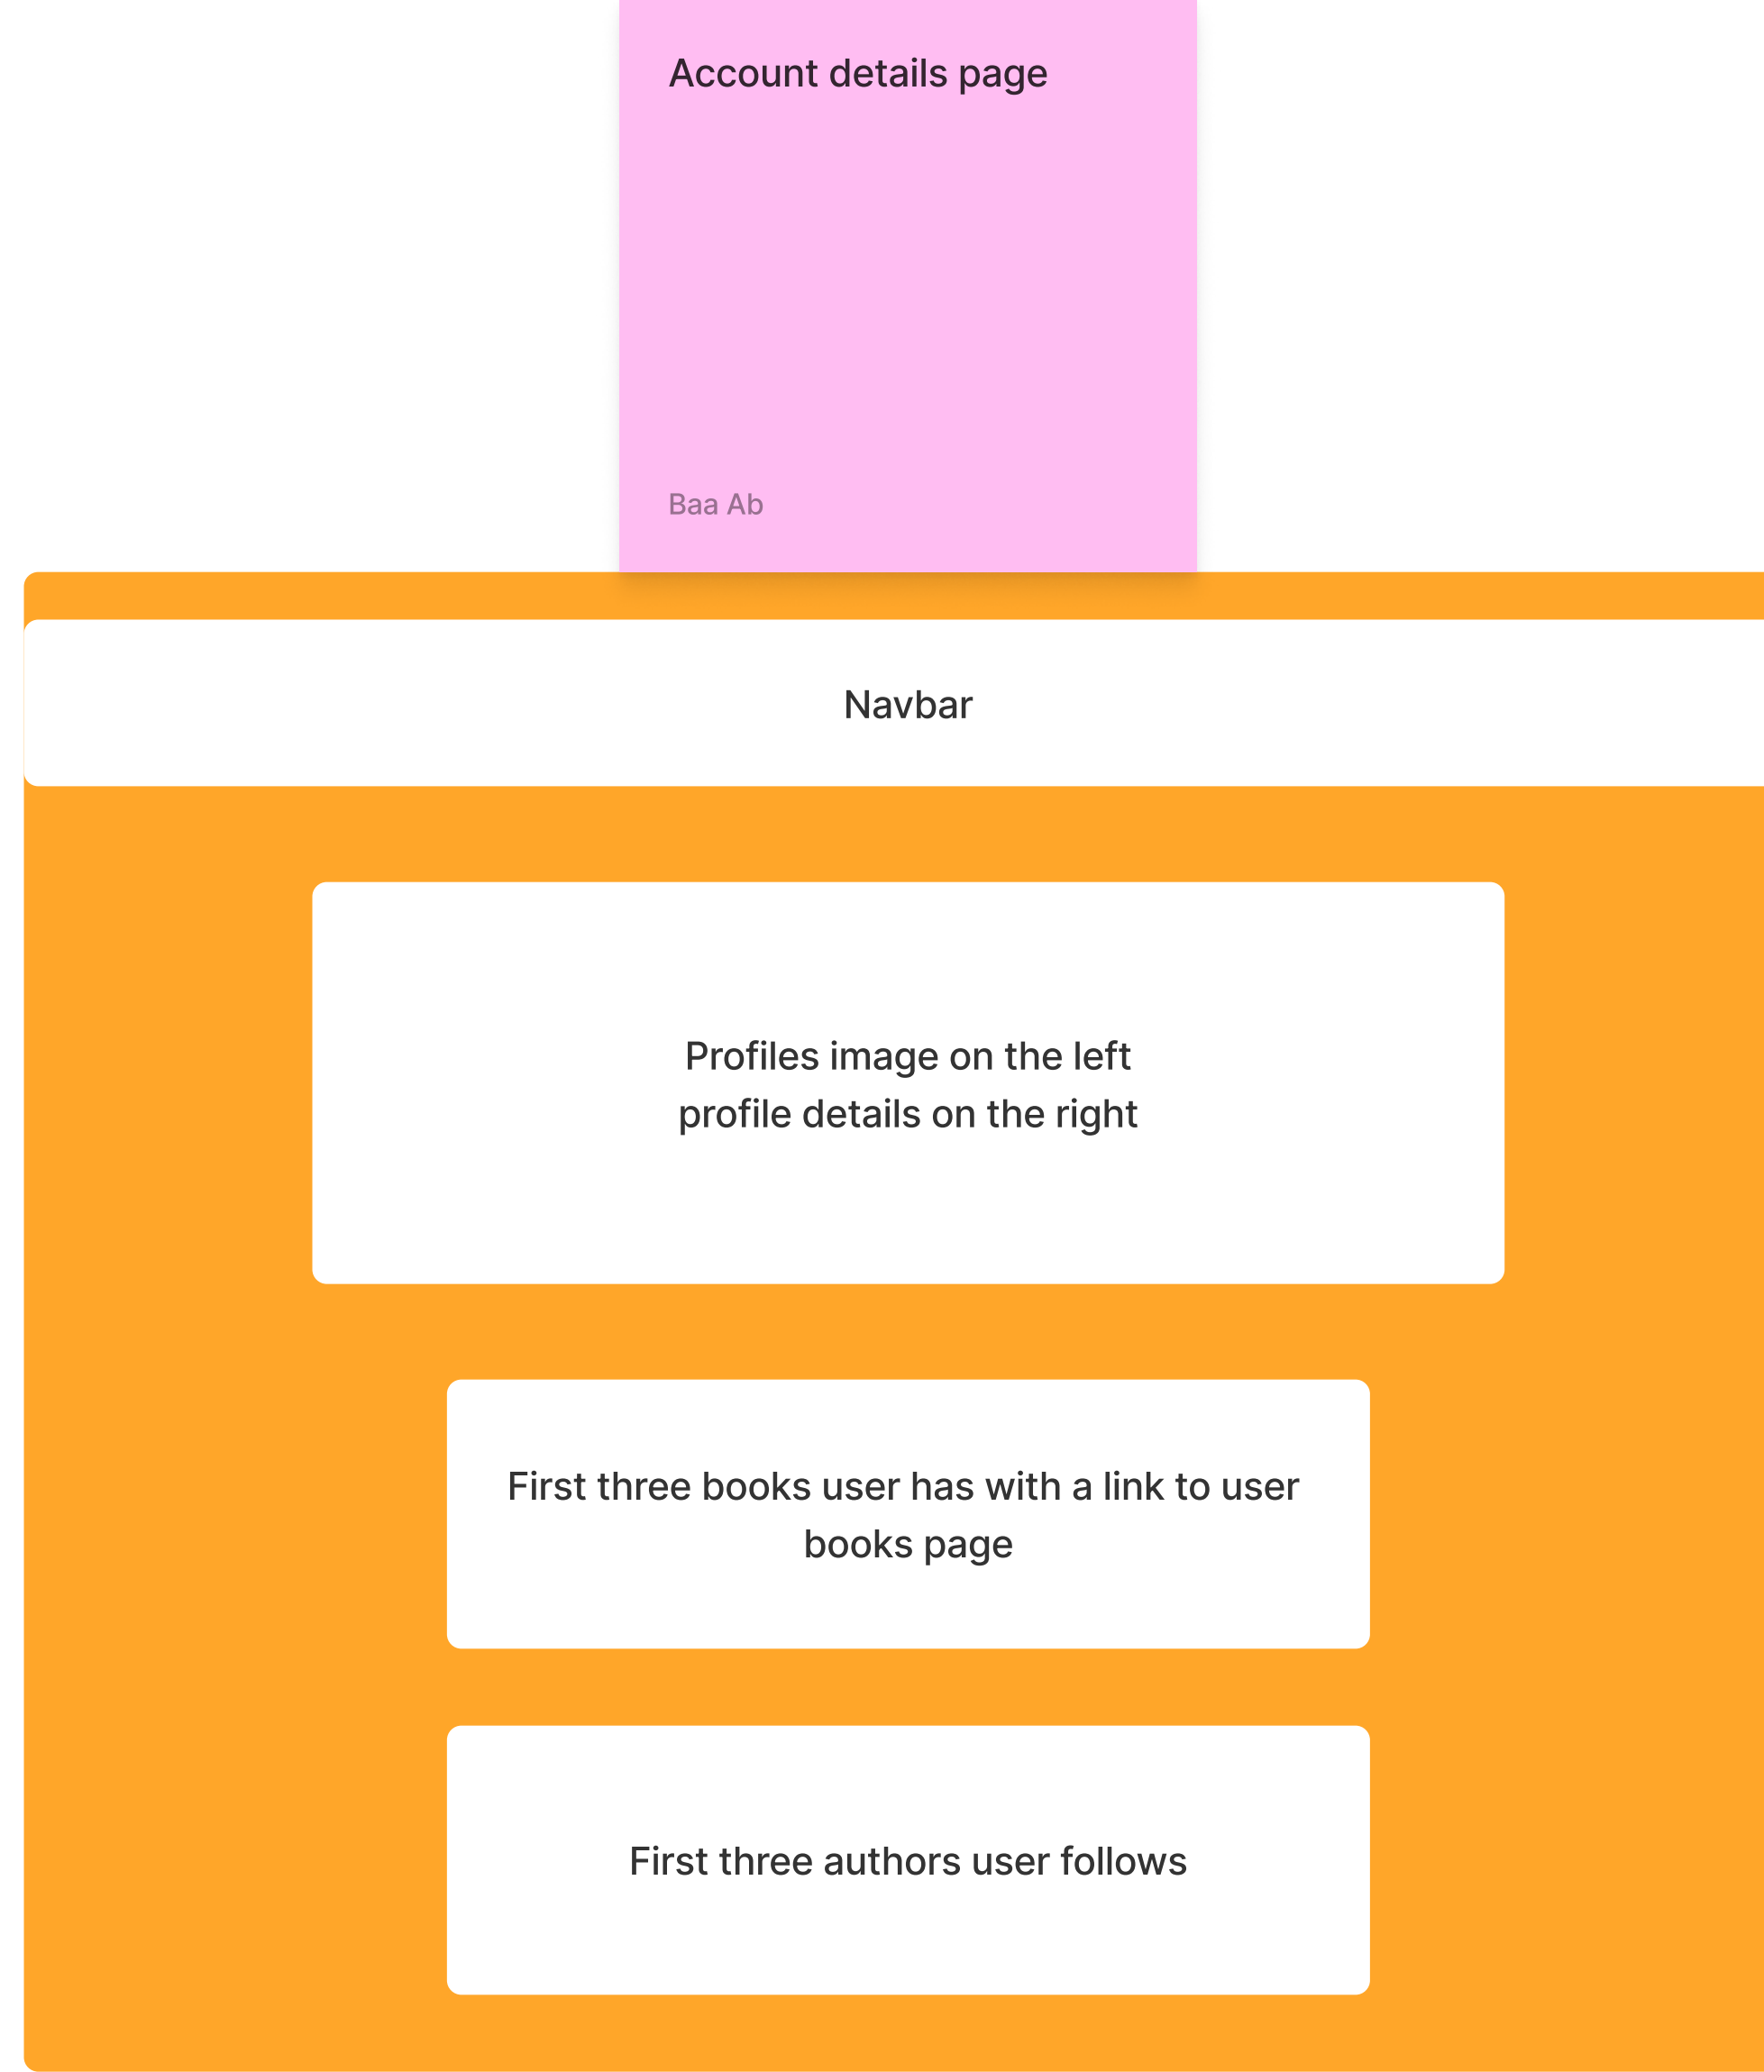 Account details page
Baa Ab
Navbar
Profiles image on the left
profile details on the right
First three books user has with a link to user
books page
First three authors user follows